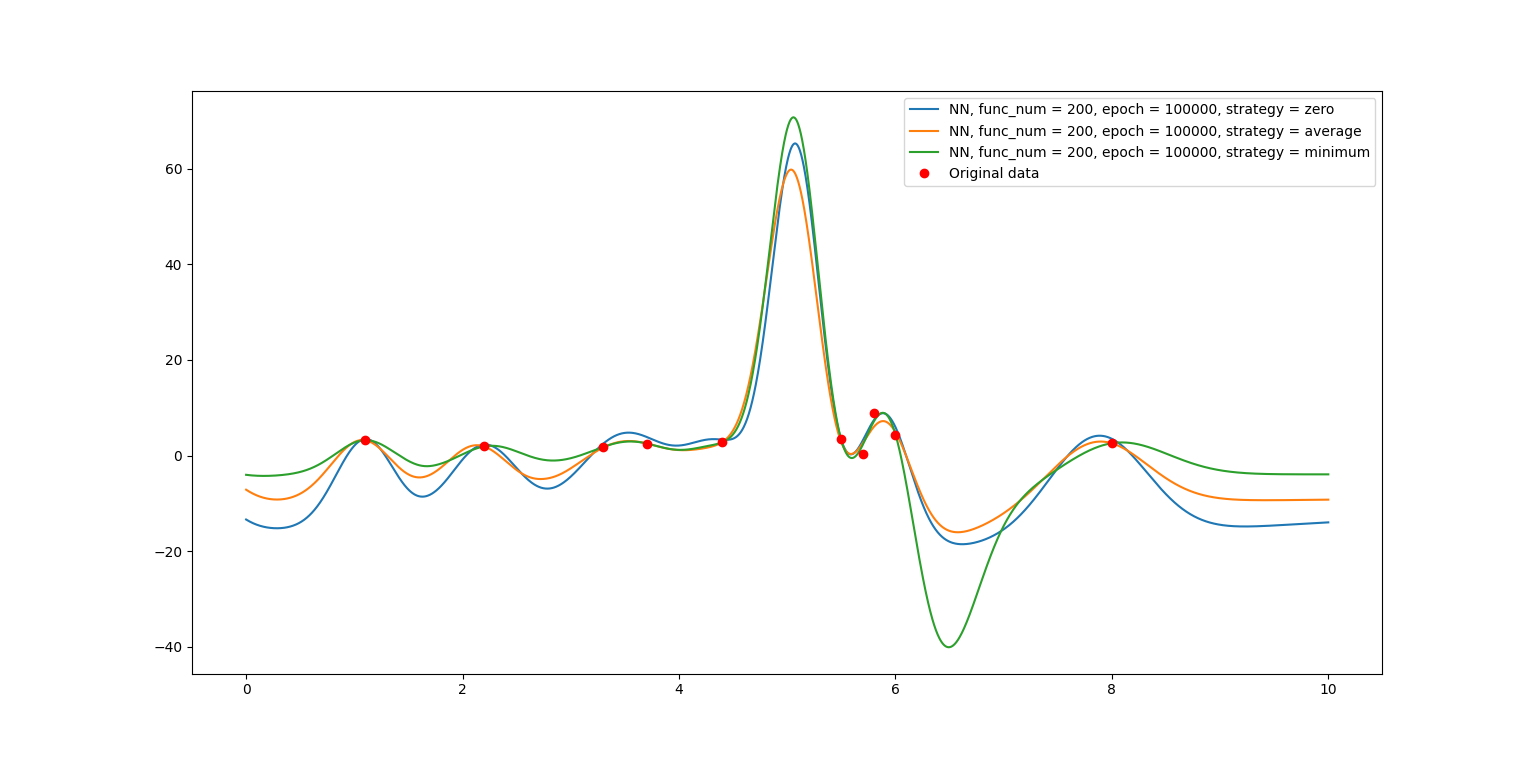 NN, func_num = 200, epoch = 100000, strategy = zero
NN, func_num = 200, epoch = 100000, strategy = average
NN, func_num = 200, epoch = 100000, strategy = minimum
Original data
60
40
20
0
−20
−40
0 2 4 6 8 10